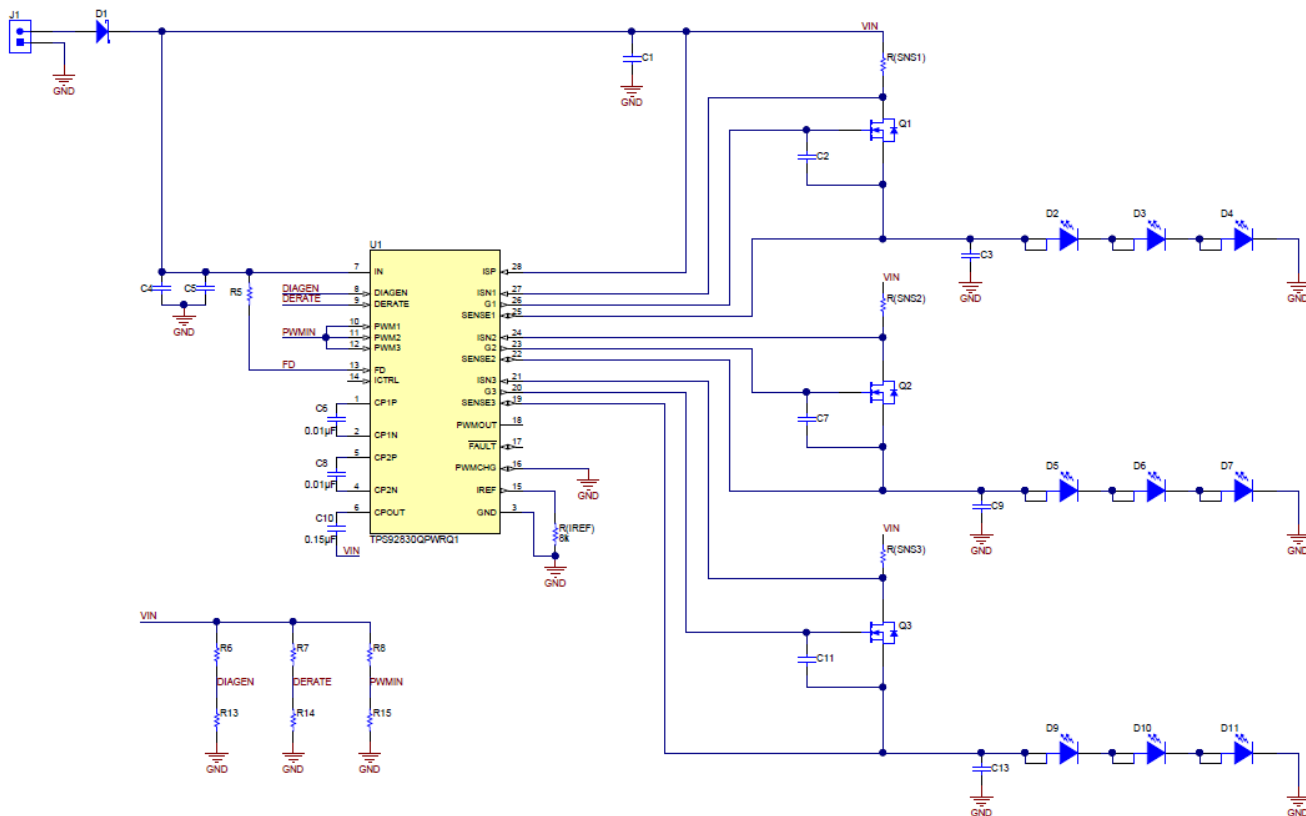 J1
D1
VIN
GND
C1
GND
R(SNS1)
Q1
C2
D2
D3
D4
C3
GND
GND
U1
7 IN
ISP 28
8 DIAGEN
DIAGEN
9 DERATE
DERATE
ISN1 27
G1 26
SENSE1 25
10 PWM1
PWMIN
11 PWM2
12 PWM3
ISN2 24
G2 23
SENSE2 22
FD
13 FD
14 ICTRL
ISN3 21
G3 20
SENSE3 19
1 CP1P
2 CP1N
PWMOUT 18
FAULT 17
5 CP2P
4 CP2N
PWMCHG 16
IREF 15
6 CPOUT
GND 3
TPS92830QPWRQ1
C4
C5
R5
GND
C6
0.01µF
C8
0.01µF
C10
0.15µF
VIN
GND
R(IREF)
8k
GND
VIN
R(SNS2)
Q2
C7
D5
D6
D7
C9
GND
GND
VIN
R(SNS3)
Q3
C11
D9
D10
D11
C13
GND
GND
VIN
R6
R7
R8
DIAGEN
DERATE
PWMIN
R13
R14
R15
GND
GND
GND